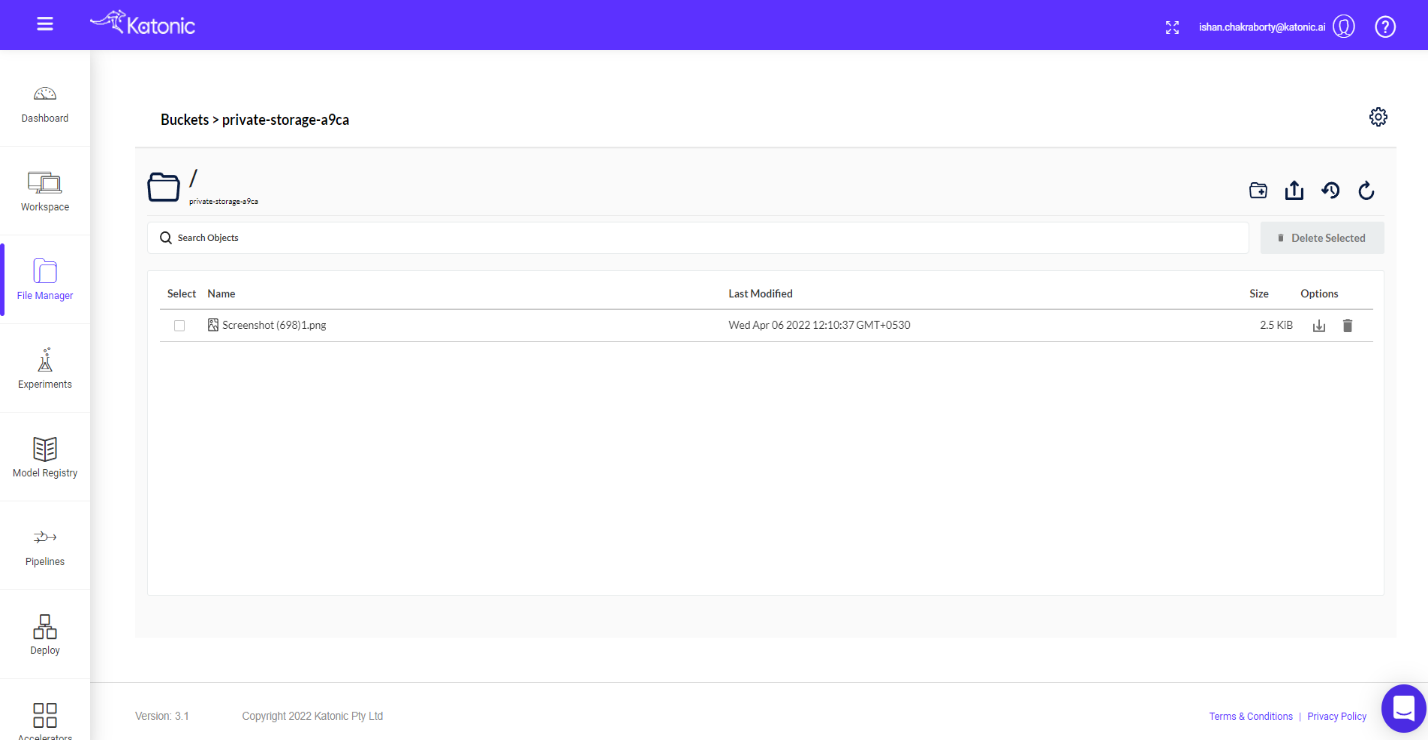 Katonic
ishan.chakraborty@katonic.ai
?
Dashboard
Workspace
File Manager
Experiments
Model Registry
Pipelines
Deploy
Accelerators
Buckets > private-storage-a9ca
/
private-storage-a9ca
Search Objects
Delete Selected
Select Name Last Modified Size Options
Screenshot (698)1.png Wed Apr 06 2022 12:10:37 GMT+0530 2.5 KiB
Version: 3.1 Copyright 2022 Katonic Pty Ltd Terms & Conditions | Privacy Policy